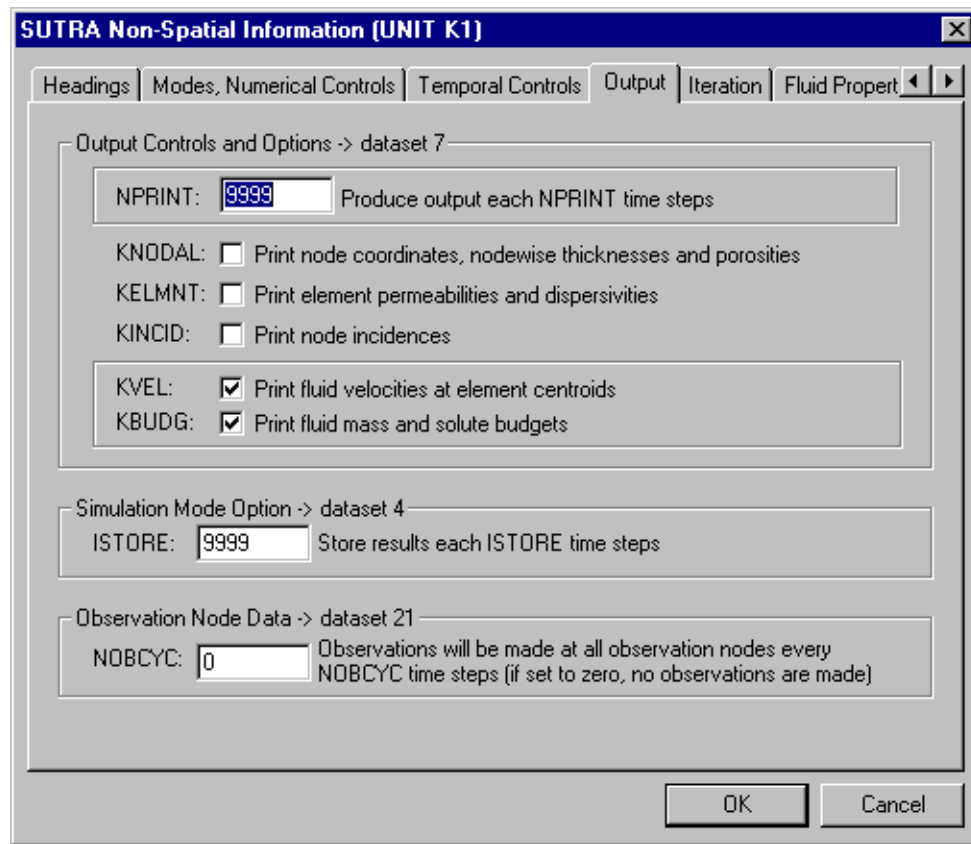 SUTRA Non-Spatial Information (UNIT K1)
Headings Modes, Numerical Controls Temporal Controls Output Iteration Fluid Propert
Output Controls and Options -> dataset 7
NPRINT: 9999 Produce output each NPRINT time steps
KNODAL: Print node coordinates, nodewise thicknesses and porosities
KELMNT: Print element permeabilities and dispersivities
KINCID: Print node incidences
KVEL: Print fluid velocities at element centroids
KBUDG: Print fluid mass and solute budgets
Simulation Mode Option -> dataset 4
ISTORE: 9999 Store results each ISTORE time steps
Observation Node Data -> dataset 21
NOBCYC: 0 Observations will be made at all observation nodes every
NOBCYC time steps (if set to zero, no observations are made)
OK Cancel